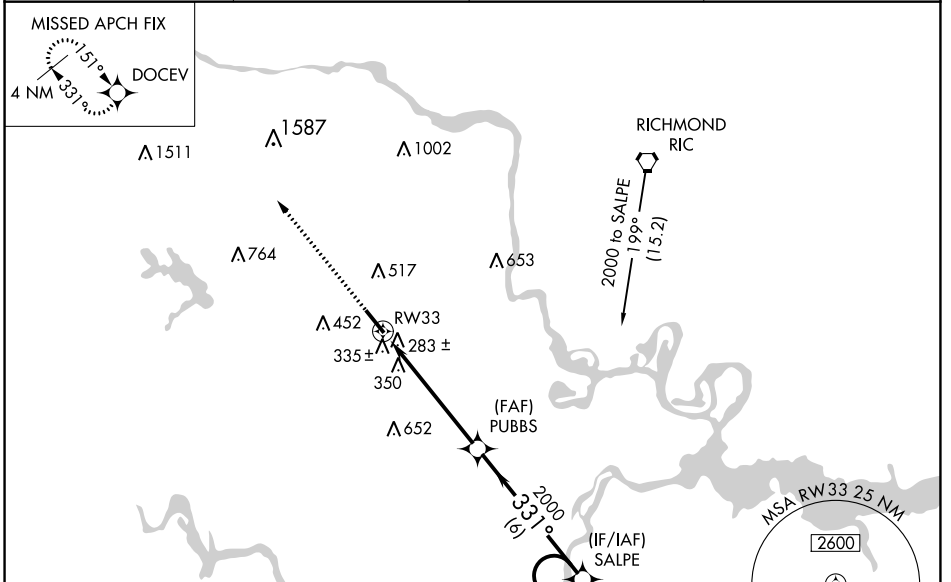 MISSED APCH FIX
151°
DOCEV
4 NM
331°
1511
1587
1002
RICHMOND
RIC
2000 to SALPE
199°
(15.2)
764
517
653
452
RW33
335 ±
283 ±
350
652
(FAF)
PUBBS
2000
331°
(6)
(IF/IAF)
SALPE
MSA RW33 25 NM
2600